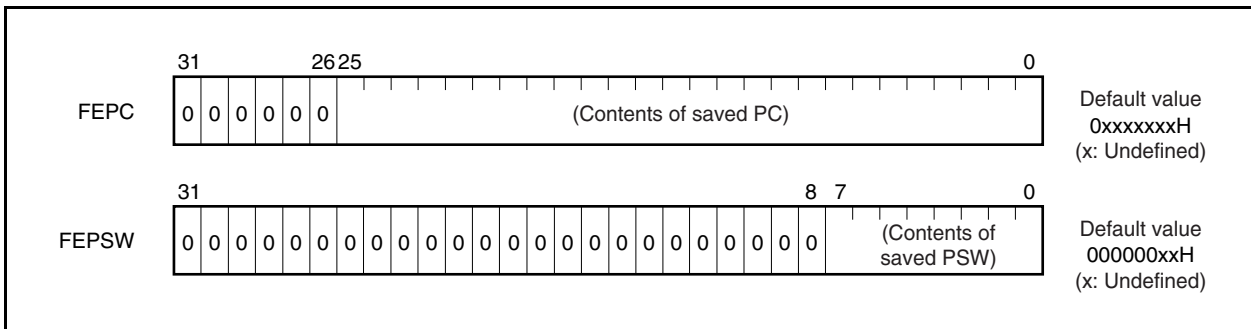 31 26 25 0
FEPC 0 0 0 0 0 0 (Contents of saved PC) Default value
0xxxxxxxH
(x: Undefined)
31 8 7 0
FEPSW 0 0 0 0 0 0 0 0 0 0 0 0 0 0 0 0 0 0 0 0 0 0 0 0 (Contents of
saved PSW) Default value
000000xxH
(x: Undefined)